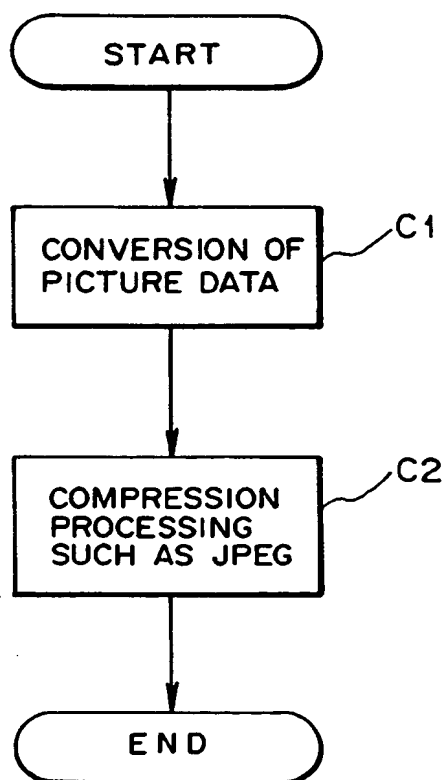 START
CONVERSION OF
PICTURE DATA
C1
COMPRESSION
PROCESSING
SUCH AS JPEG
C2
END